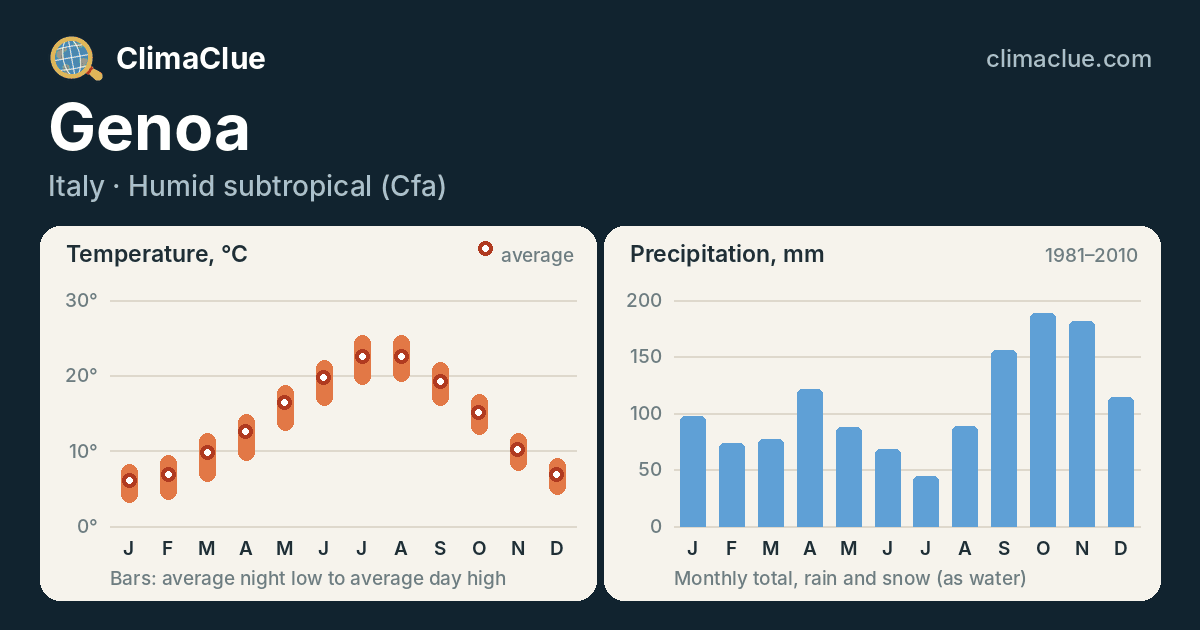 ClimaClue
climaclue.com
Genoa
Italy · Humid subtropical (Cfa)
Temperature, °C
average
30°
20°
10°
0°
J F M A M J J A S O N D
Bars: average night low to average day high
Precipitation, mm
1981–2010
200
150
100
50
0
J F M A M J J A S O N D
Monthly total, rain and snow (as water)